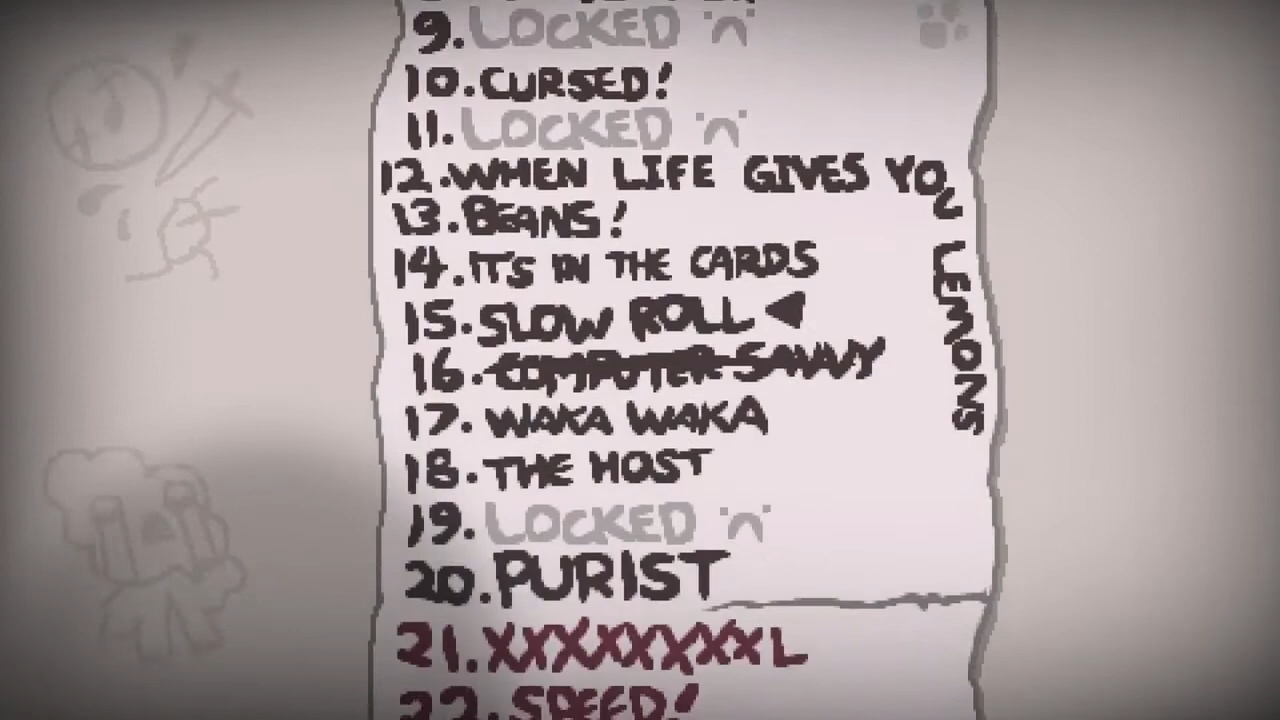 9. LOCKED
10. CURSED!
11. LOCKED
12. WHEN LIFE GIVES YOU LEMONS
13. BEANS!
14. IT'S IN THE CARDS
15. SLOW ROLL
16. COMPUTER SAVVY
17. WAKA WAKA
18. THE HOST
19. LOCKED
20. PURIST
21. XXXXXXXXL
22. SPEED!